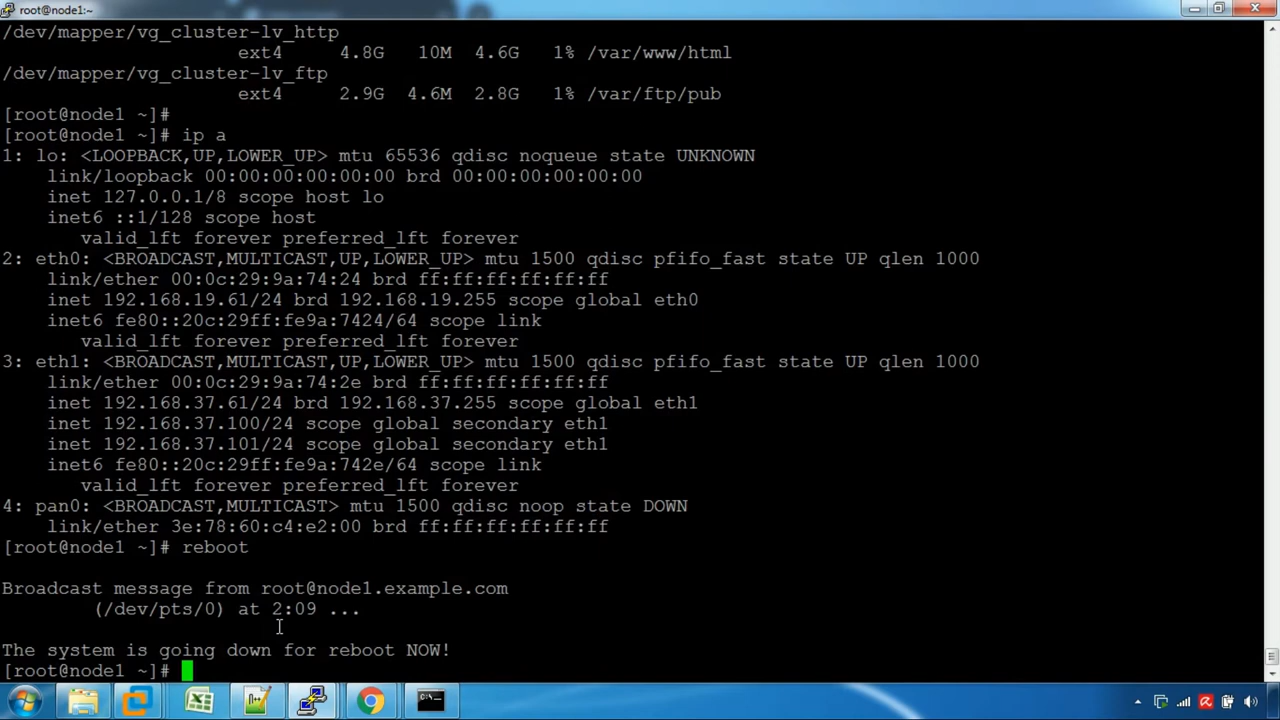 root@node1:~
/dev/mapper/vg_cluster-lv_http
                     ext4     4.8G   10M  4.6G   1% /var/www/html
/dev/mapper/vg_cluster-lv_ftp
                     ext4     2.9G  4.6M  2.8G   1% /var/ftp/pub
[root@node1 ~]#
[root@node1 ~]# ip a
1: lo: <LOOPBACK,UP,LOWER_UP> mtu 65536 qdisc noqueue state UNKNOWN
    link/loopback 00:00:00:00:00:00 brd 00:00:00:00:00:00
    inet 127.0.0.1/8 scope host lo
    inet6 ::1/128 scope host
       valid_lft forever preferred_lft forever
2: eth0: <BROADCAST,MULTICAST,UP,LOWER_UP> mtu 1500 qdisc pfifo_fast state UP qlen 1000
    link/ether 00:0c:29:9a:74:24 brd ff:ff:ff:ff:ff:ff
    inet 192.168.19.61/24 brd 192.168.19.255 scope global eth0
    inet6 fe80::20c:29ff:fe9a:7424/64 scope link
       valid_lft forever preferred_lft forever
3: eth1: <BROADCAST,MULTICAST,UP,LOWER_UP> mtu 1500 qdisc pfifo_fast state UP qlen 1000
    link/ether 00:0c:29:9a:74:2e brd ff:ff:ff:ff:ff:ff
    inet 192.168.37.61/24 brd 192.168.37.255 scope global eth1
    inet 192.168.37.100/24 scope global secondary eth1
    inet 192.168.37.101/24 scope global secondary eth1
    inet6 fe80::20c:29ff:fe9a:742e/64 scope link
       valid_lft forever preferred_lft forever
4: pan0: <BROADCAST,MULTICAST> mtu 1500 qdisc noop state DOWN
    link/ether 3e:78:60:c4:e2:00 brd ff:ff:ff:ff:ff:ff
[root@node1 ~]# reboot
Broadcast message from root@node1.example.com
        (/dev/pts/0) at 2:09 ...
The system is going down for reboot NOW!
[root@node1 ~]#